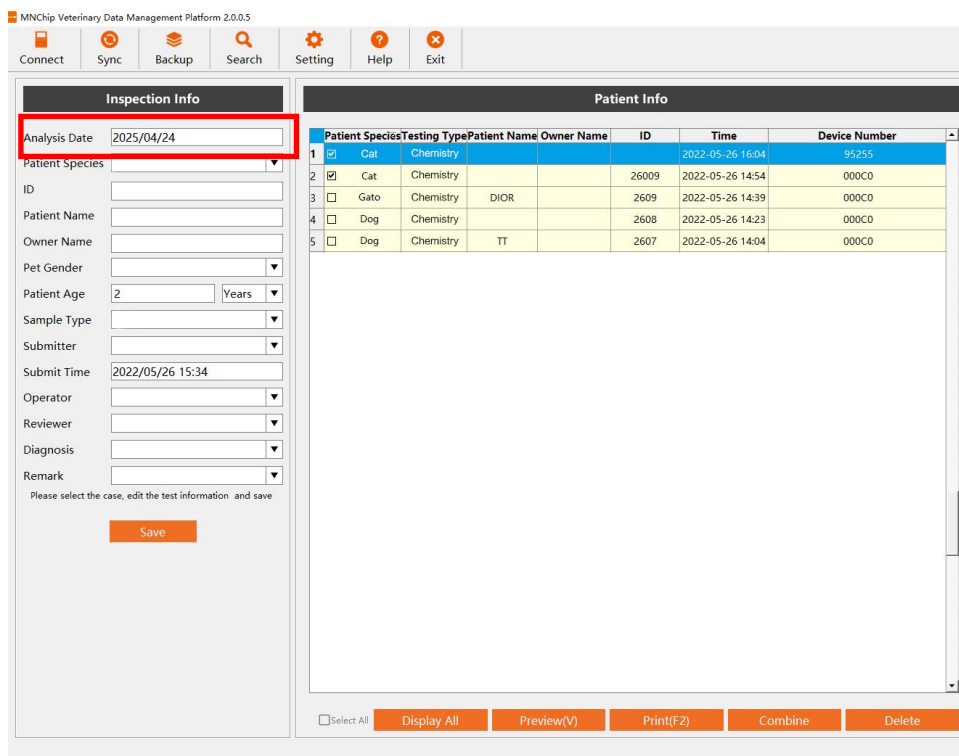 MNChip Veterinary Data Management Platform 2.0.0.5
Connect Sync Backup Search Setting Help Exit
Inspection Info
Analysis Date 2025/04/24
Patient Species
ID
Patient Name
Owner Name
Pet Gender
Patient Age 2 Years
Sample Type
Submitter
Submit Time 2022/05/26 15:34
Operator
Reviewer
Diagnosis
Remark
Please select the case, edit the test information and save
Save
Patient Info
Patient Species Testing Type Patient Name Owner Name ID Time Device Number
1 Cat Chemistry 2022-05-26 16:04 95255
2 Cat Chemistry 26009 2022-05-26 14:54 000C0
3 Gato Chemistry DIOR 2609 2022-05-26 14:39 000C0
4 Dog Chemistry 2608 2022-05-26 14:23 000C0
5 Dog Chemistry TT 2607 2022-05-26 14:04 000C0
Select All Display All Preview(V) Print(F2) Combine Delete